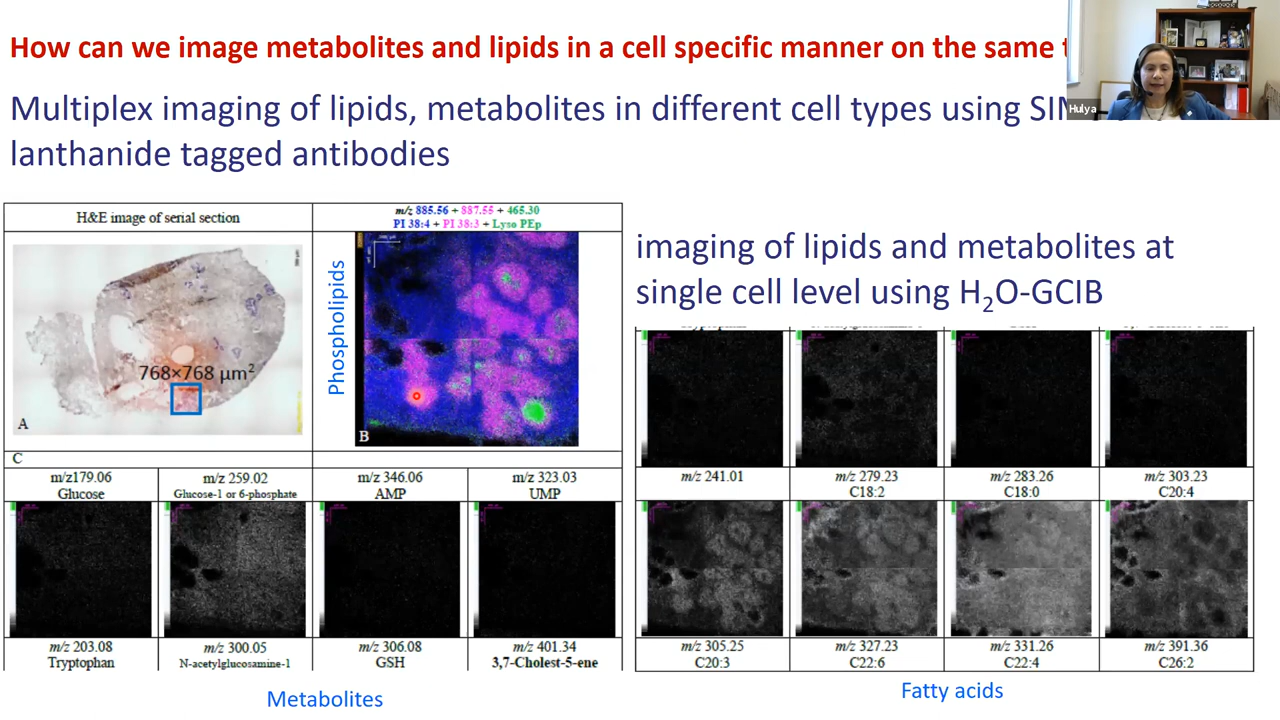 How can we image metabolites and lipids in a cell specific manner on the same
Hulya
Multiplex imaging of lipids, metabolites in different cell types using
lanthanide tagged antibodies
H&E image of serial section
m/z 885.56 + 887.55 + 465.30
PI 38:4 + PI 38:3 + Lyso PEp
768×768 µm²
A
Phospholipids
B
C
m/z179.06
Glucose
m/z 259.02
Glucose-1 or 6-phosphate
m/z 346.06
AMP
m/z 323.03
UMP
m/z 203.08
Tryptophan
m/z 300.05
N-acetylglucosamine-1
m/z 306.08
GSH
m/z 401.34
3,7-Cholest-5-ene
Metabolites
imaging of lipids and metabolites at
single cell level using H₂O-GCIB
m/z 241.01
m/z 279.23
C18:2
m/z 283.26
C18:0
m/z 303.23
C20:4
m/z 305.25
C20:3
m/z 327.23
C22:6
m/z 331.26
C22:4
m/z 391.36
C26:2
Fatty acids